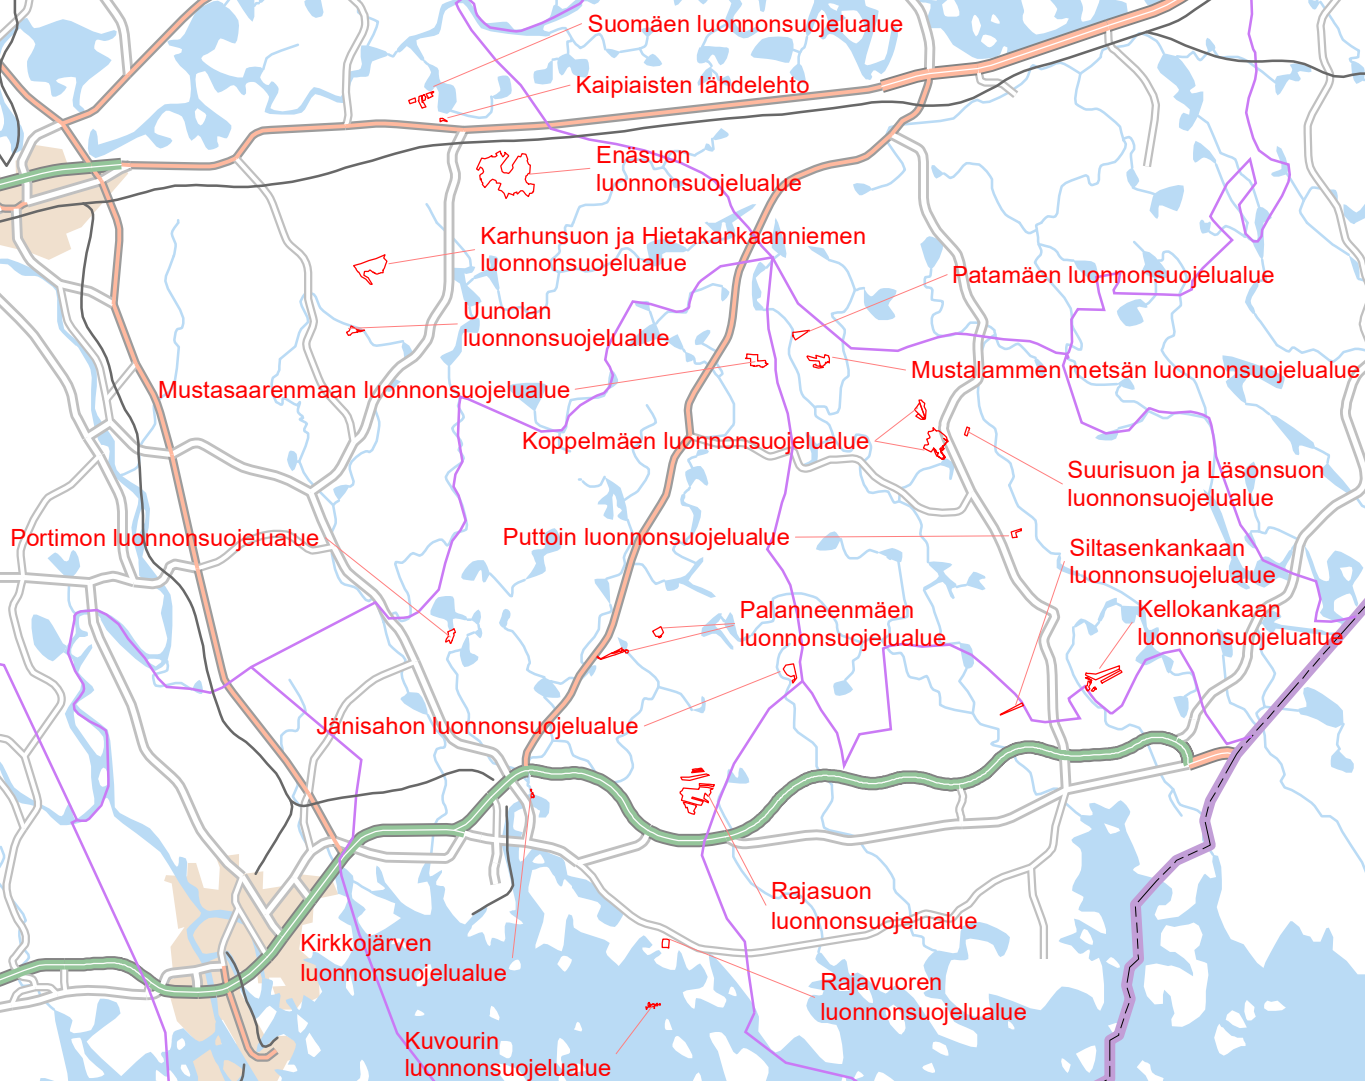 Suomäen luonnonsuojelualue
Kaipiaisten lähdelehto
Enäsuon
luonnonsuojelualue
Karhunsuon ja Hietakankaanniemen
luonnonsuojelualue
Patamäen luonnonsuojelualue
Uunolan
luonnonsuojelualue
Mustalammen metsän luonnonsuojelualue
Mustasaarenmaan luonnonsuojelualue
Koppelmäen luonnonsuojelualue
Suurisuon ja Läsonsuon
luonnonsuojelualue
Portimon luonnonsuojelualue
Puttoin luonnonsuojelualue
Siltasenkankaan
luonnonsuojelualue
Palanneenmäen
luonnonsuojelualue
Kellokankaan
luonnonsuojelualue
Jänisahon luonnonsuojelualue
Rajasuon
luonnonsuojelualue
Kirkkojärven
luonnonsuojelualue
Rajavuoren
luonnonsuojelualue
Kuvourin
luonnonsuojelualue